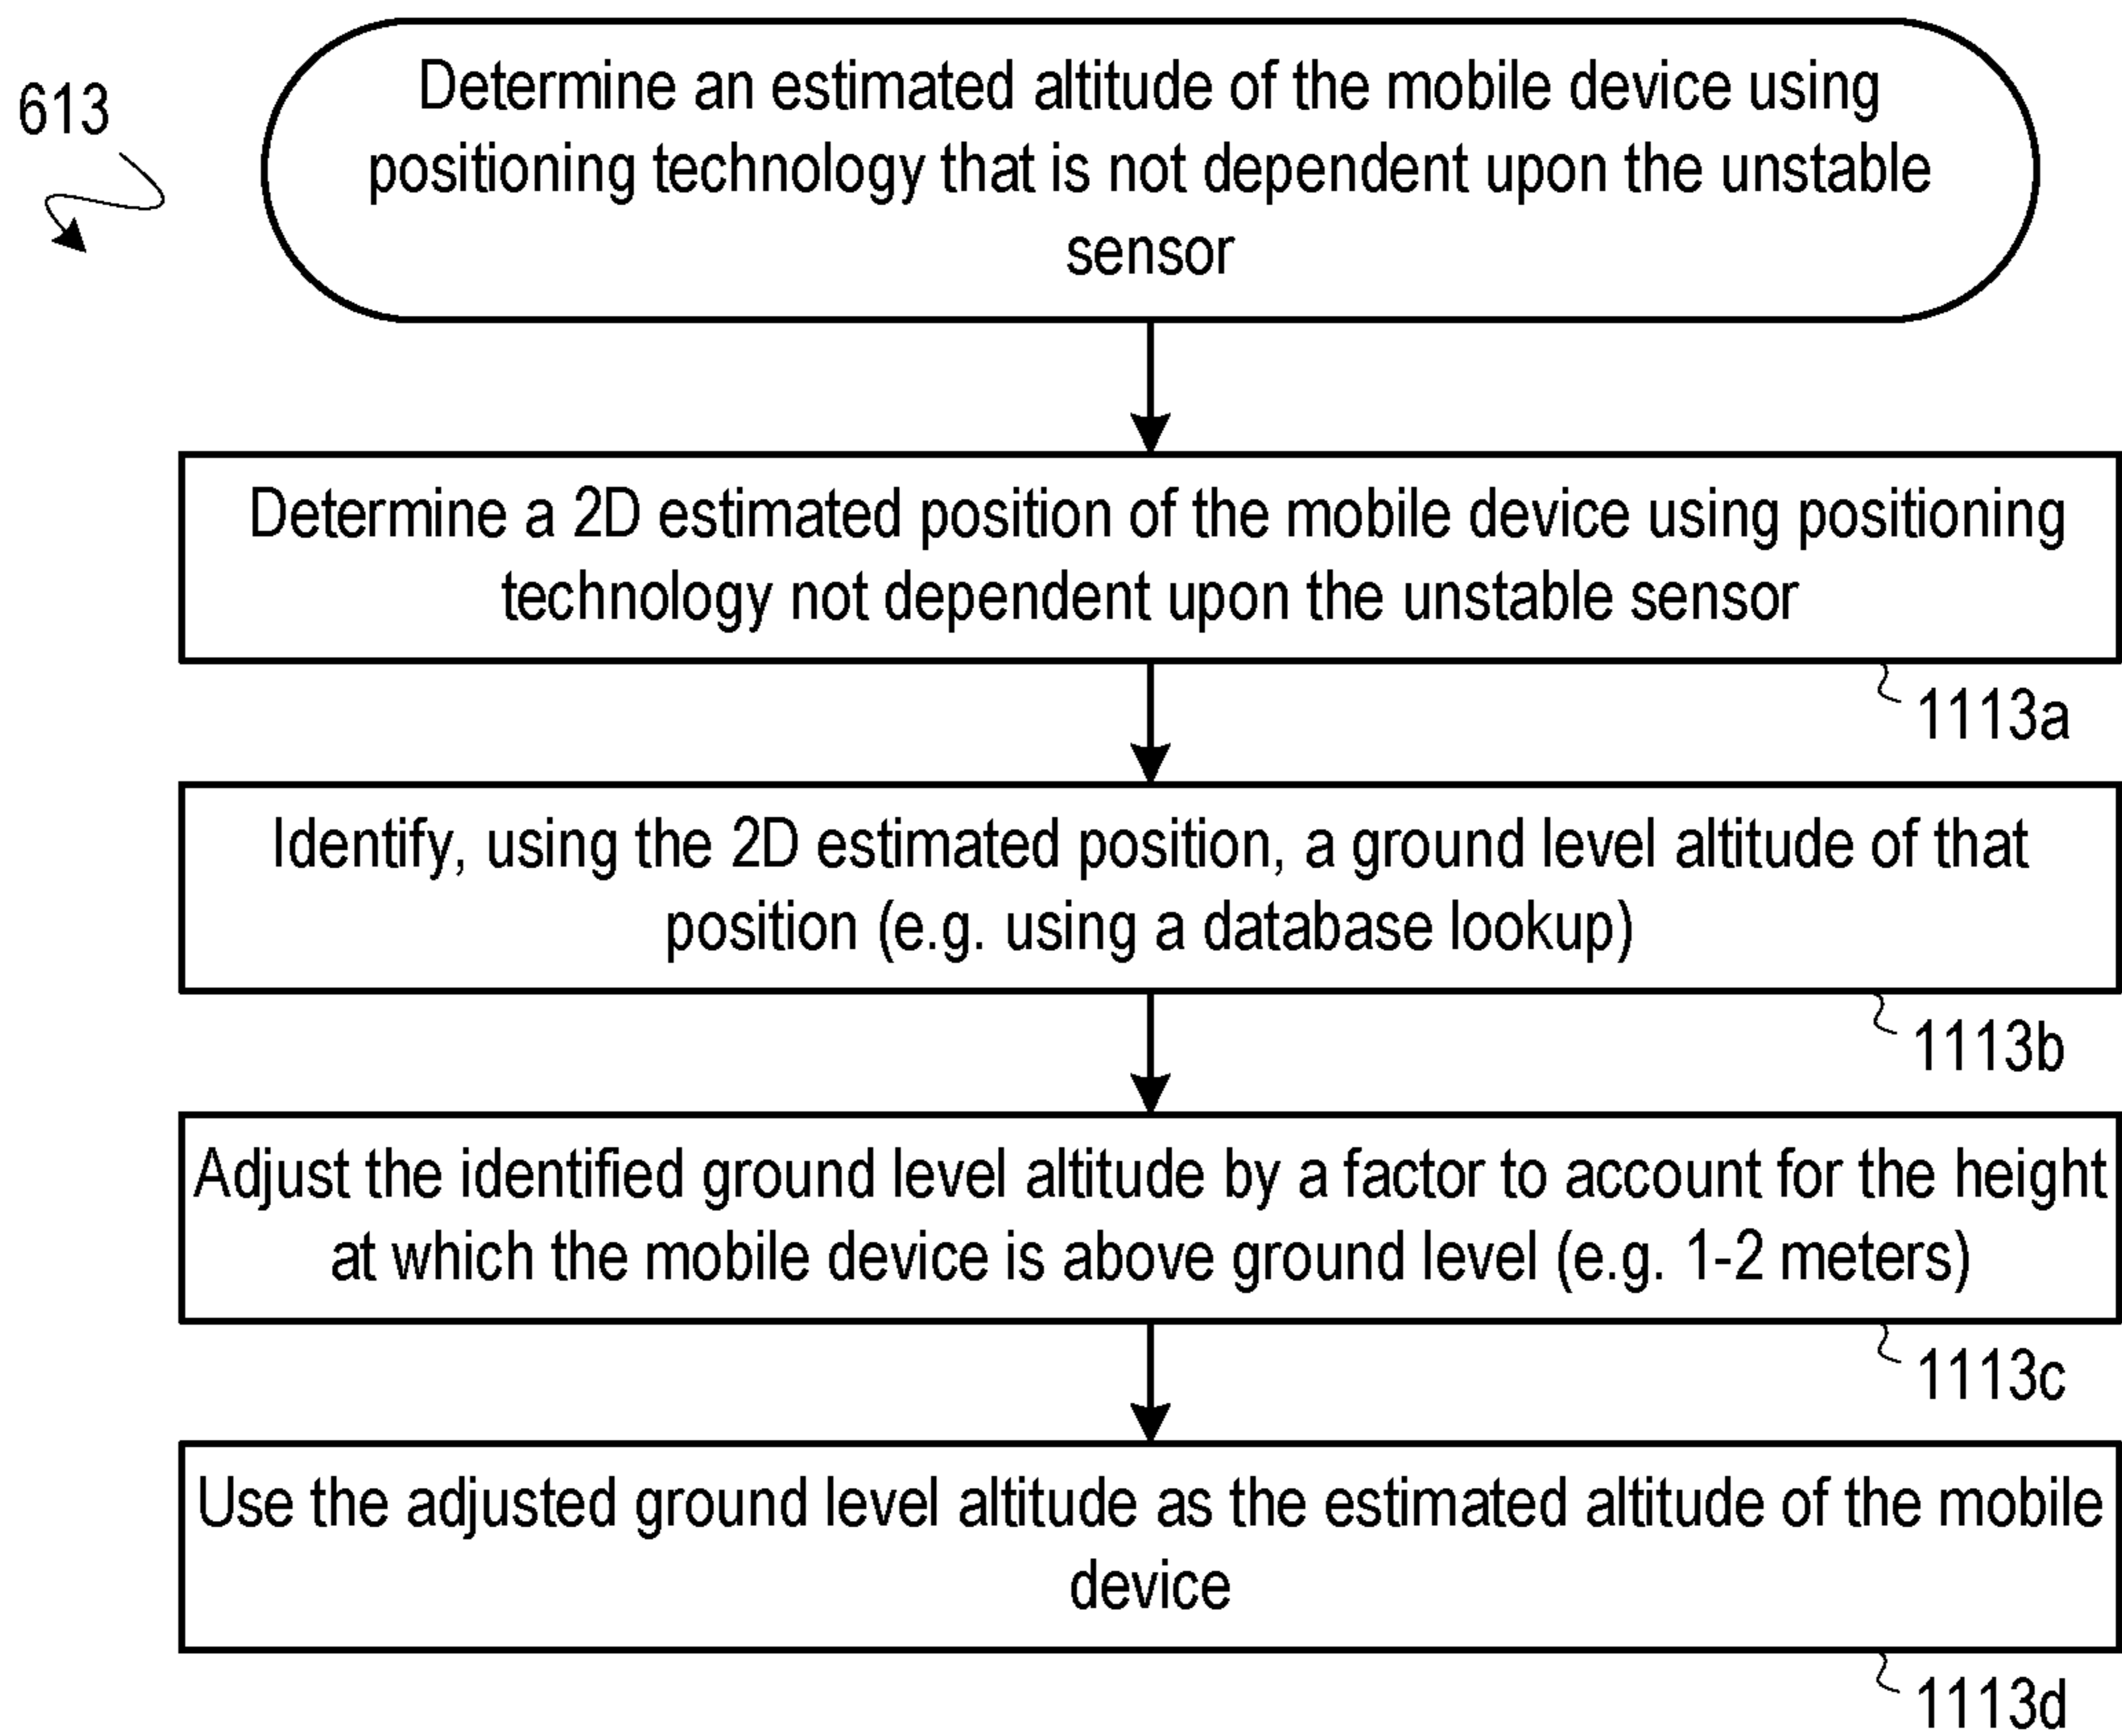 613
Determine an estimated altitude of the mobile device using
positioning technology that is not dependent upon the unstable
sensor
Determine a 2D estimated position of the mobile device using positioning
technology not dependent upon the unstable sensor
1113a
Identify, using the 2D estimated position, a ground level altitude of that
position (e.g. using a database lookup)
1113b
Adjust the identified ground level altitude by a factor to account for the height
at which the mobile device is above ground level (e.g. 1-2 meters)
1113c
Use the adjusted ground level altitude as the estimated altitude of the mobile
device
1113d